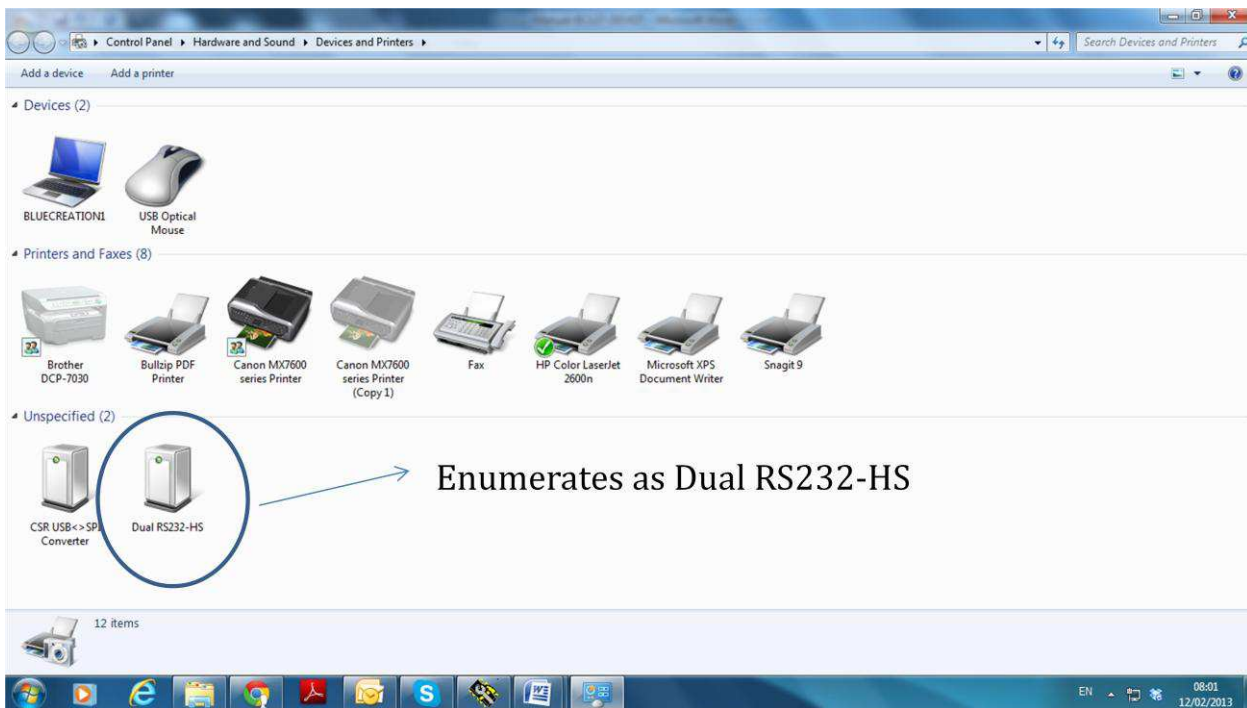 Control Panel ▸ Hardware and Sound ▸ Devices and Printers ▸
Search Devices and Printers
Add a device Add a printer
Devices (2)
BLUECREATION1
USB Optical
Mouse
Printers and Faxes (8)
Brother
DCP-7030
Bullzip PDF
Printer
Canon MX7600
series Printer
Canon MX7600
series Printer
(Copy 1)
Fax
HP Color LaserJet
2600n
Microsoft XPS
Document Writer
Snagit 9
Unspecified (2)
CSR USB<>SPI
Converter
Dual RS232-HS
Enumerates as Dual RS232-HS
12 items
EN
08:01
12/02/2013